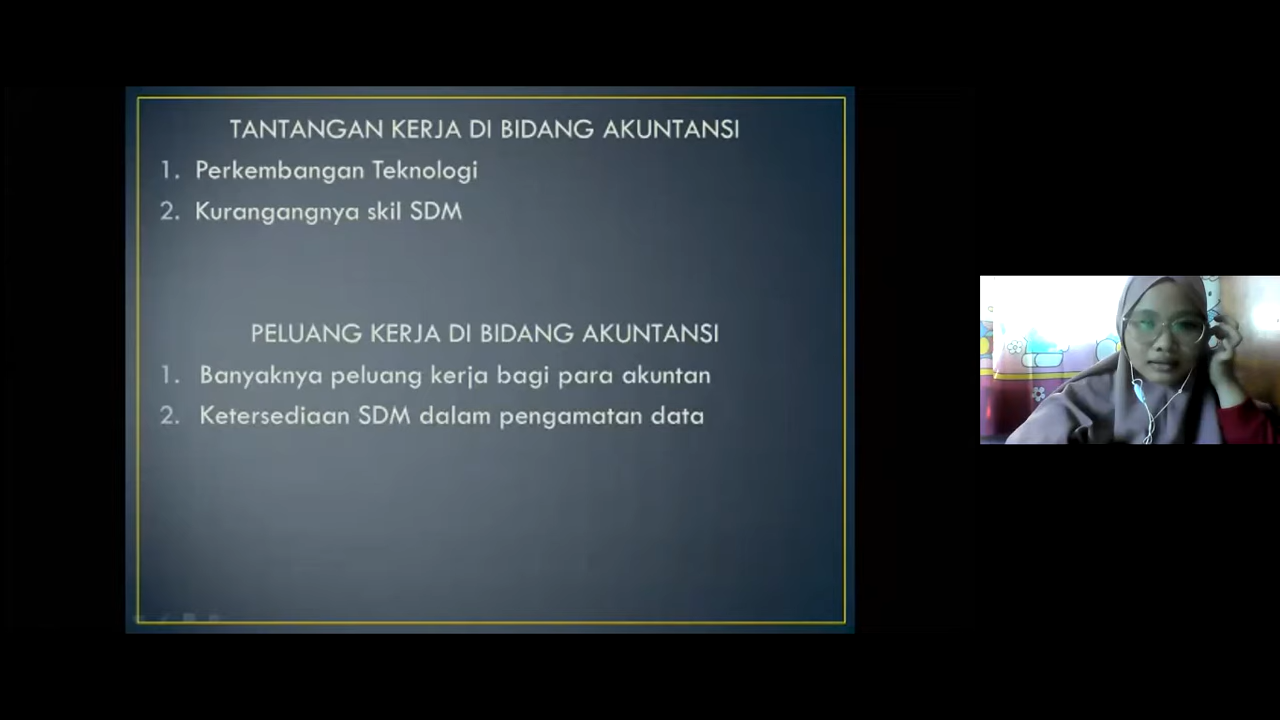 TANTANGAN KERJA DI BIDANG AKUNTANSI
1. Perkembangan Teknologi
2. Kurangangnya skil SDM
PELUANG KERJA DI BIDANG AKUNTANSI
1. Banyaknya peluang kerja bagi para akuntan
2. Ketersediaan SDM dalam pengamatan data